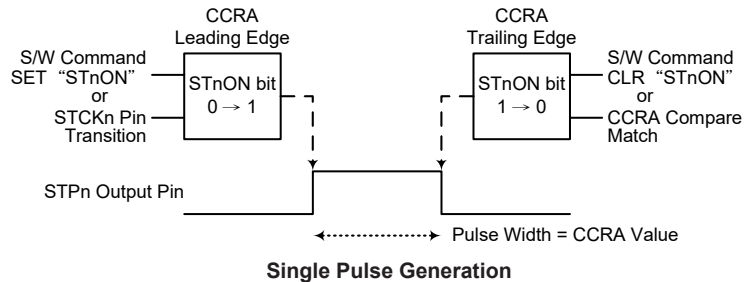 CCRA
Leading Edge
S/W Command
SET “STnON”
or
STCKn Pin
Transition
STnON bit
0 → 1
CCRA
Trailing Edge
STnON bit
1 → 0
S/W Command
CLR “STnON”
or
CCRA Compare
Match
STPn Output Pin
Pulse Width = CCRA Value
Single Pulse Generation